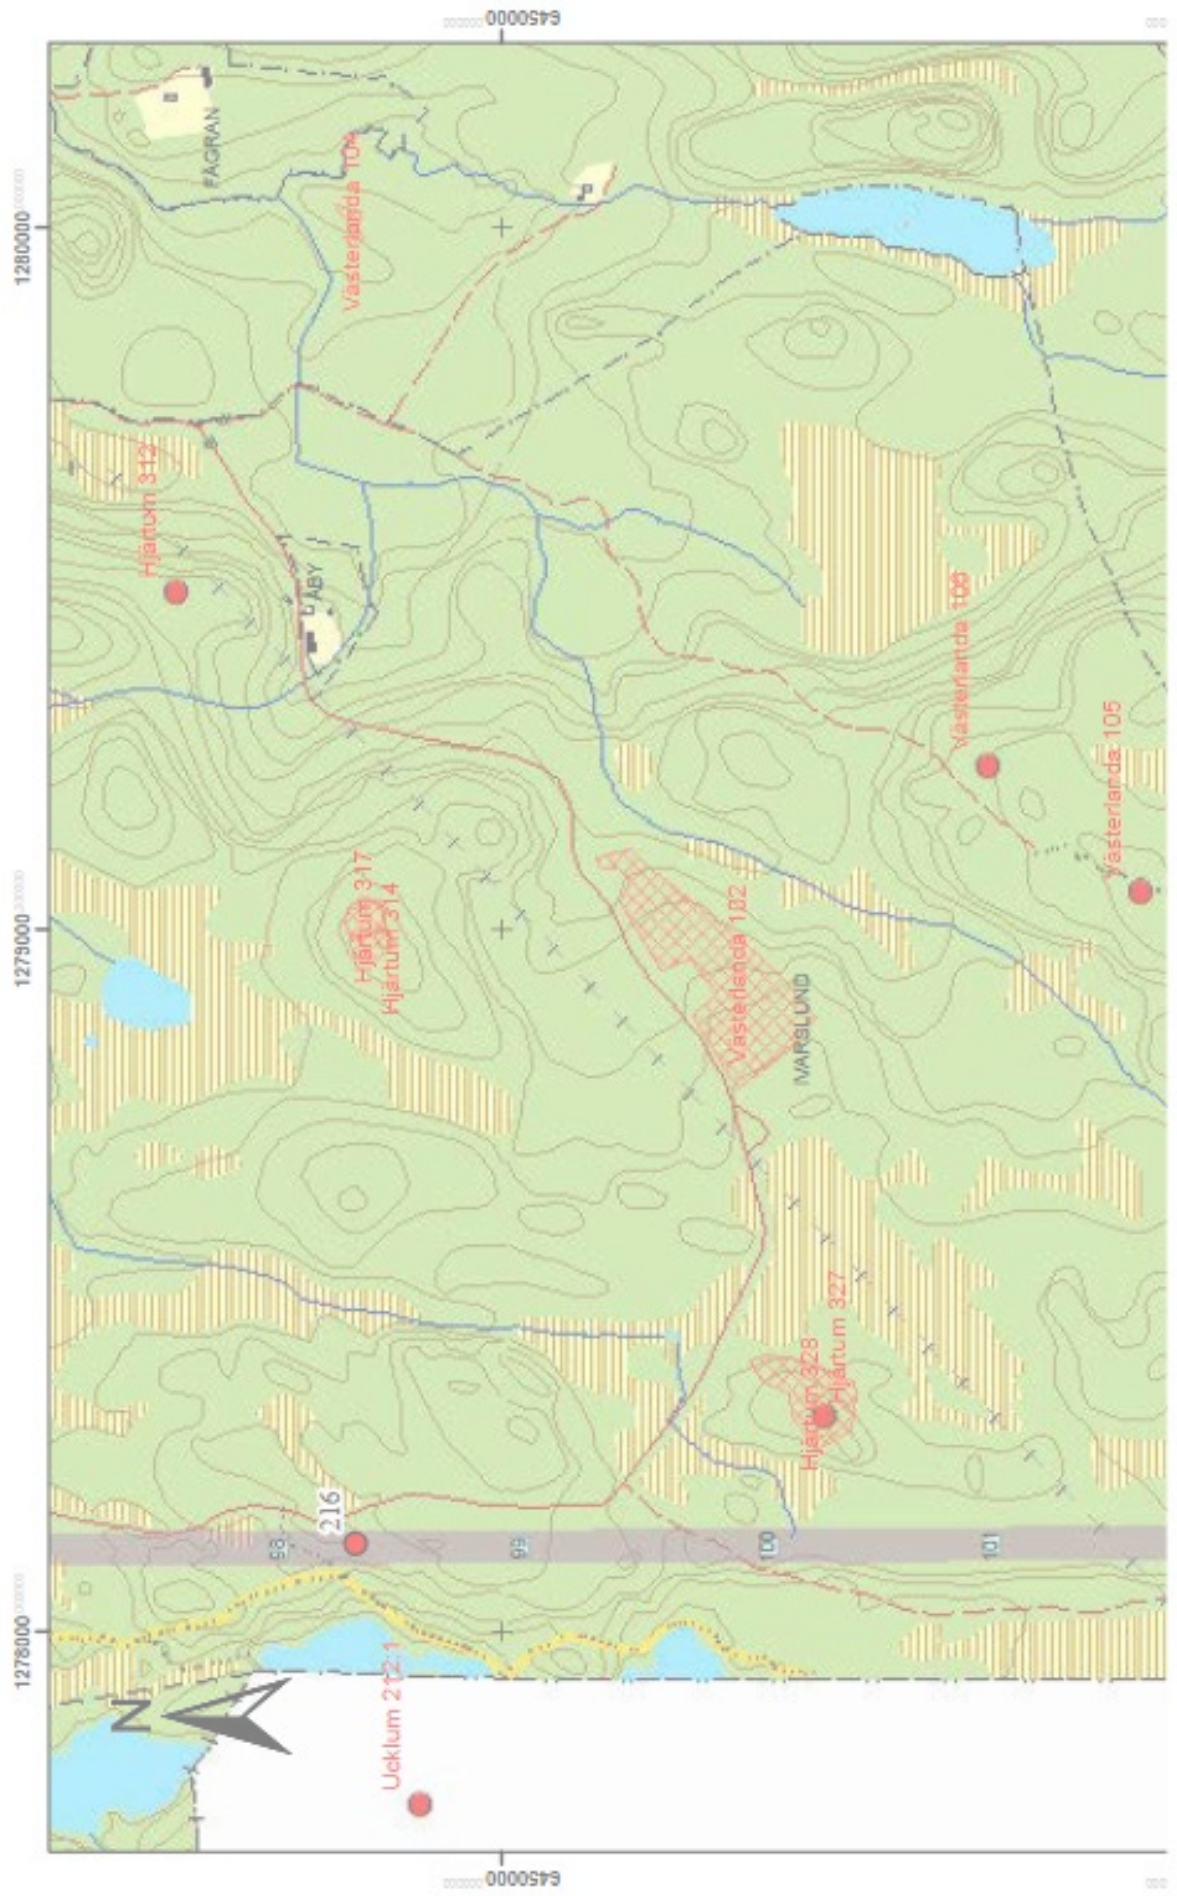 6450000
1280000
FAGRAN
Västerlanda 104
Hjärtum 312
ÅBY
Västerlanda 106
Västerlanda 105
1279000
Hjärtum 317
Hjärtum 314
Västerlanda 102
IVARSLUND
Hjärtum 327
Hjärtum 328
216
98
99
100
101
1278000
N
Ucklum 212:1
6450000